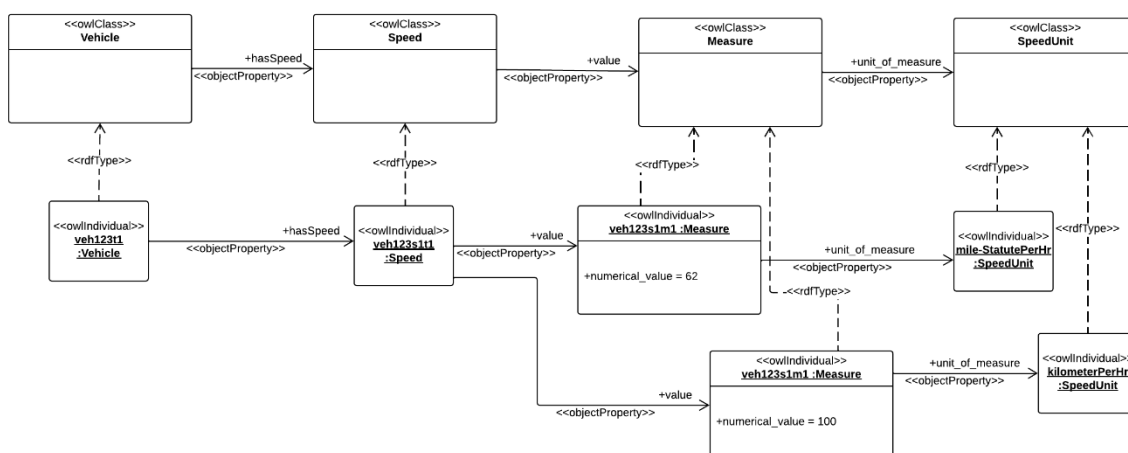 <<owlClass>>
Vehicle
<<owlClass>>
Speed
<<owlClass>>
Measure
<<owlClass>>
SpeedUnit
+hasSpeed
<<objectProperty>>
+value
<<objectProperty>>
+unit_of_measure
<<objectProperty>>
<<rdfType>>
<<rdfType>>
<<rdfType>>
<<rdfType>>
<<rdfType>>
<<owlIndividual>>
veh123t1
:Vehicle
+hasSpeed
<<objectProperty>>
<<owlIndividual>>
veh123s1t1
:Speed
+value
<<objectProperty>>
<<owlIndividual>>
veh123s1m1 :Measure
+numerical_value = 62
+unit_of_measure
<<objectProperty>>
<<owlIndividual>>
mile-StatutePerHr
:SpeedUnit
<<rdfType>>
+value
<<objectProperty>>
<<owlIndividual>>
veh123s1m1 :Measure
+numerical_value = 100
+unit_of_measure
<<objectProperty>>
<<owlIndividual>>
kilometerPerHr
:SpeedUnit